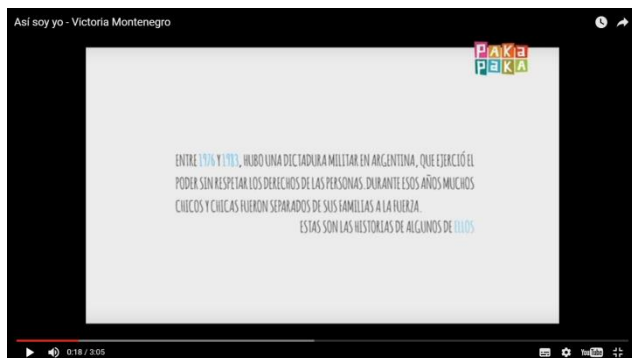 Así soy yo - Victoria Montenegro
PAKA
PAKA
ENTRE 1976 Y 1983, HUBO UNA DICTADURA MILITAR EN ARGENTINA, QUE EJERCIÓ EL
PODER SIN RESPETAR LOS DERECHOS DE LAS PERSONAS. DURANTE ESOS AÑOS MUCHOS
CHICOS Y CHICAS FUERON SEPARADOS DE SUS FAMILIAS A LA FUERZA.
ESTAS SON LAS HISTORIAS DE ALGUNOS DE ELLOS
0:18 / 3:05
YouTube